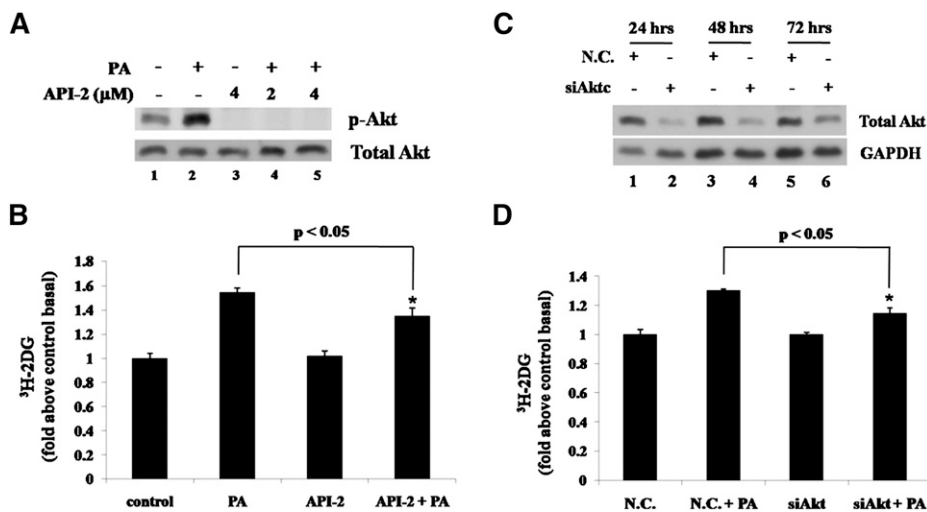 A
PA - + - + +
API-2 (μM) - - 4 2 4
p-Akt
Total Akt
1 2 3 4 5
B
p < 0.05
*
³H-2DG
(fold above control basal)
1.8
1.6
1.4
1.2
1
0.8
0.6
0.4
0.2
0
control PA API-2 API-2 + PA
C
24 hrs 48 hrs 72 hrs
N.C. + - + - + -
siAktc - + - + - +
Total Akt
GAPDH
1 2 3 4 5 6
D
p < 0.05
*
³H-2DG
(fold above control basal)
1.4
1.2
1
0.8
0.6
0.4
0.2
0
N.C. N.C. + PA siAkt siAkt + PA